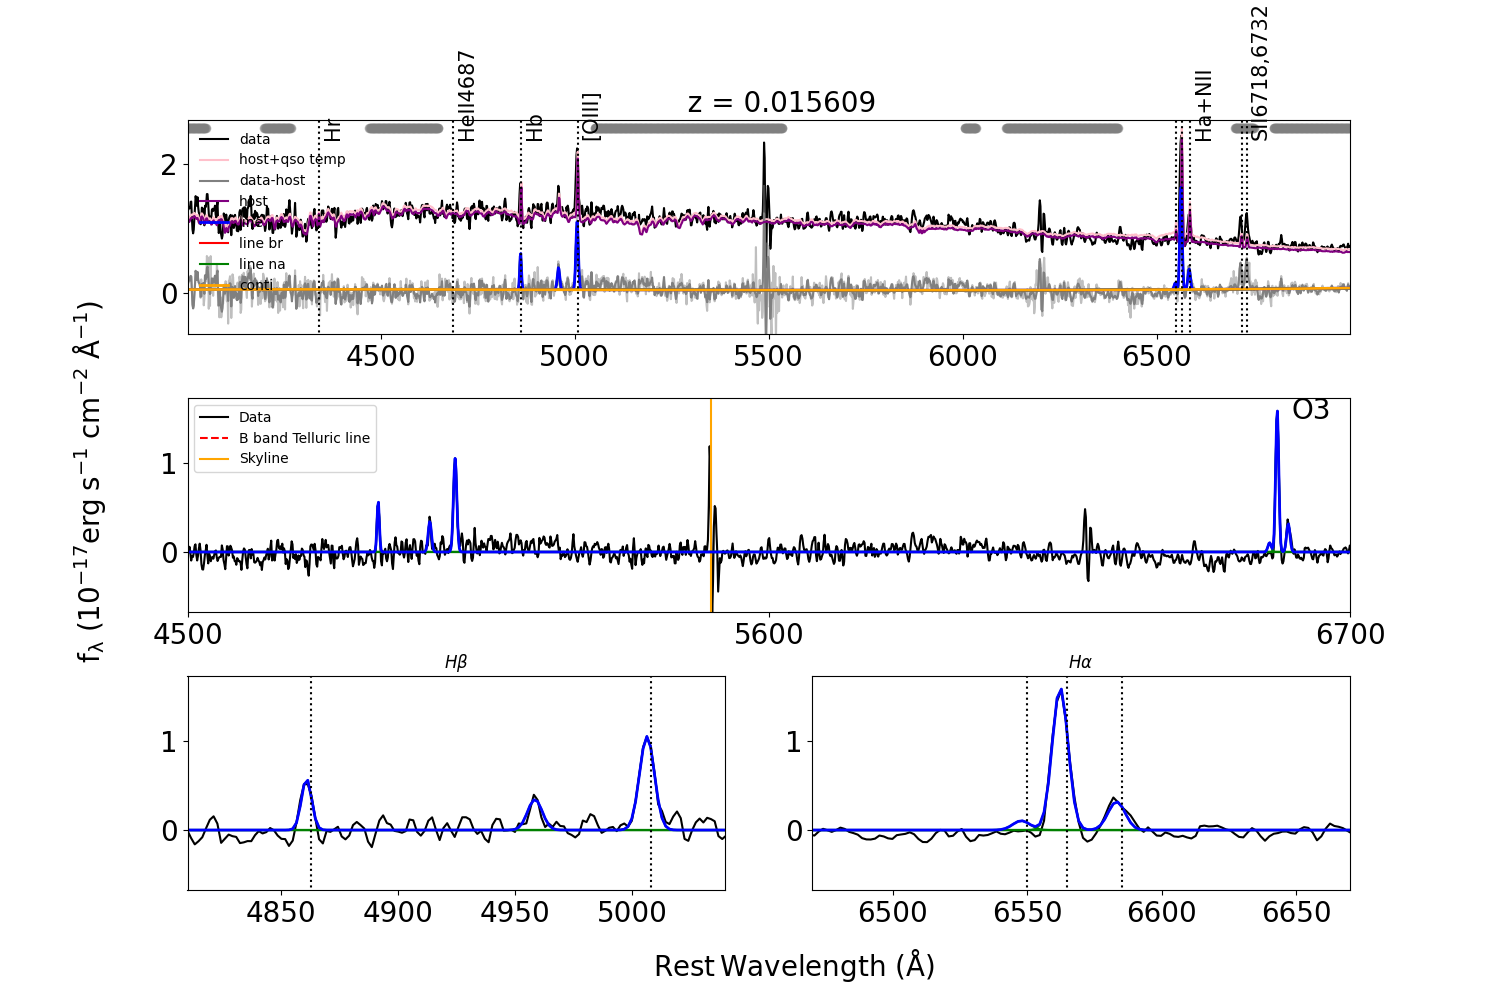 z = 0.015609
Hr
HeII4687
Hb
[OIII]
Ha+NII
SII6718,6732
data
host+qso temp
data-host
host
line br
line na
conti
2
0
4500 5000 5500 6000 6500
fλ (10−17erg s−1 cm−2 Å−1)
O3
Data
B band Telluric line
Skyline
1
0
4500 5600 6700
Hβ
1
0
4850 4900 4950 5000
Hα
1
0
6500 6550 6600 6650
Rest Wavelength (Å)